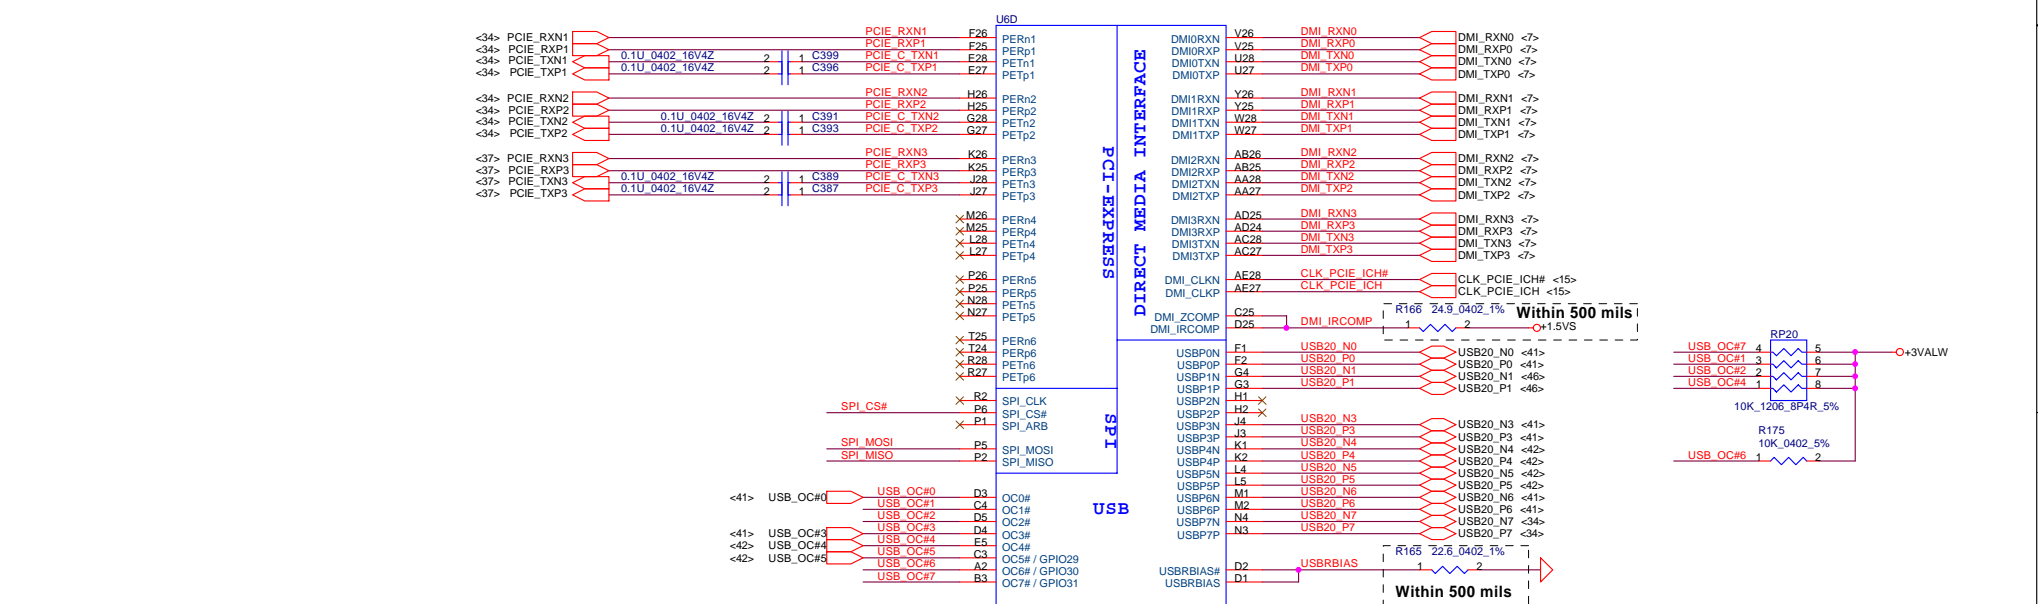 U6D
<34> PCIE_RXN1 PCIE_RXN1 F26 PERn1
<34> PCIE_RXP1 PCIE_RXP1 F25 PERp1
<34> PCIE_TXN1 0.1U_0402_16V4Z 2 1 C399 PCIE_C_TXN1 E28 PETn1
<34> PCIE_TXP1 0.1U_0402_16V4Z 2 1 C396 PCIE_C_TXP1 E27 PETp1
<34> PCIE_RXN2 PCIE_RXN2 H26 PERn2
<34> PCIE_RXP2 PCIE_RXP2 H25 PERp2
<34> PCIE_TXN2 0.1U_0402_16V4Z 2 1 C391 PCIE_C_TXN2 G28 PETn2
<34> PCIE_TXP2 0.1U_0402_16V4Z 2 1 C393 PCIE_C_TXP2 G27 PETp2
<37> PCIE_RXN3 PCIE_RXN3 K26 PERn3
<37> PCIE_RXP3 PCIE_RXP3 K25 PERp3
<37> PCIE_TXN3 0.1U_0402_16V4Z 2 1 C389 PCIE_C_TXN3 J28 PETn3
<37> PCIE_TXP3 0.1U_0402_16V4Z 2 1 C387 PCIE_C_TXP3 J27 PETp3
M26 PERn4
M25 PERp4
L28 PETn4
L27 PETp4
P26 PERn5
P25 PERp5
N28 PETn5
N27 PETp5
T25 PERn6
T24 PERp6
R28 PETn6
R27 PETp6
PCI-EXPRESS
R2 SPI_CLK
SPI_CS# P6 SPI_CS#
P1 SPI_ARB
SPI_MOSI P5 SPI_MOSI
SPI_MISO P2 SPI_MISO
SPI
<41> USB_OC#0 USB_OC#0 D3 OC0#
USB_OC#1 C4 OC1#
USB_OC#2 D5 OC2#
<41> USB_OC#3 USB_OC#3 D4 OC3#
<42> USB_OC#4 USB_OC#4 E5 OC4#
<42> USB_OC#5 USB_OC#5 C3 OC5# / GPIO29
USB_OC#6 A2 OC6# / GPIO30
USB_OC#7 B3 OC7# / GPIO31
DIRECT MEDIA INTERFACE
DMI0RXN V26 DMI_RXN0 DMI_RXN0 <7>
DMI0RXP V25 DMI_RXP0 DMI_RXP0 <7>
DMI0TXN U28 DMI_TXN0 DMI_TXN0 <7>
DMI0TXP U27 DMI_TXP0 DMI_TXP0 <7>
DMI1RXN Y26 DMI_RXN1 DMI_RXN1 <7>
DMI1RXP Y25 DMI_RXP1 DMI_RXP1 <7>
DMI1TXN W28 DMI_TXN1 DMI_TXN1 <7>
DMI1TXP W27 DMI_TXP1 DMI_TXP1 <7>
DMI2RXN AB26 DMI_RXN2 DMI_RXN2 <7>
DMI2RXP AB25 DMI_RXP2 DMI_RXP2 <7>
DMI2TXN AA28 DMI_TXN2 DMI_TXN2 <7>
DMI2TXP AA27 DMI_TXP2 DMI_TXP2 <7>
DMI3RXN AD25 DMI_RXN3 DMI_RXN3 <7>
DMI3RXP AD24 DMI_RXP3 DMI_RXP3 <7>
DMI3TXN AC28 DMI_TXN3 DMI_TXN3 <7>
DMI3TXP AC27 DMI_TXP3 DMI_TXP3 <7>
DMI_CLKN AE28 CLK_PCIE_ICH# CLK_PCIE_ICH# <15>
DMI_CLKP AE27 CLK_PCIE_ICH CLK_PCIE_ICH <15>
R166 24.9_0402_1% Within 500 mils
DMI_ZCOMP C25
DMI_IRCOMP D25 DMI_IRCOMP 1 2 +1.5VS
USB
USBP0N F1 USB20_N0 USB20_N0 <41>
USBP0P F2 USB20_P0 USB20_P0 <41>
USBP1N G4 USB20_N1 USB20_N1 <46>
USBP1P G3 USB20_P1 USB20_P1 <46>
USBP2N H1
USBP2P H2
USBP3N J4 USB20_N3 USB20_N3 <41>
USBP3P J3 USB20_P3 USB20_P3 <41>
USBP4N K1 USB20_N4 USB20_N4 <42>
USBP4P K2 USB20_P4 USB20_P4 <42>
USBP5N L4 USB20_N5 USB20_N5 <42>
USBP5P L5 USB20_P5 USB20_P5 <42>
USBP6N M1 USB20_N6 USB20_N6 <41>
USBP6P M2 USB20_P6 USB20_P6 <41>
USBP7N N4 USB20_N7 USB20_N7 <34>
USBP7P N3 USB20_P7 USB20_P7 <34>
R165 22.6_0402_1%
USBRBIAS# D2 USBRBIAS 1 2
USBRBIAS D1
Within 500 mils
RP20
USB_OC#7 4 5 +3VALW
USB_OC#1 3 6
USB_OC#2 2 7
USB_OC#4 1 8
10K_1206_8P4R_5%
R175
10K_0402_5%
USB_OC#6 1 2